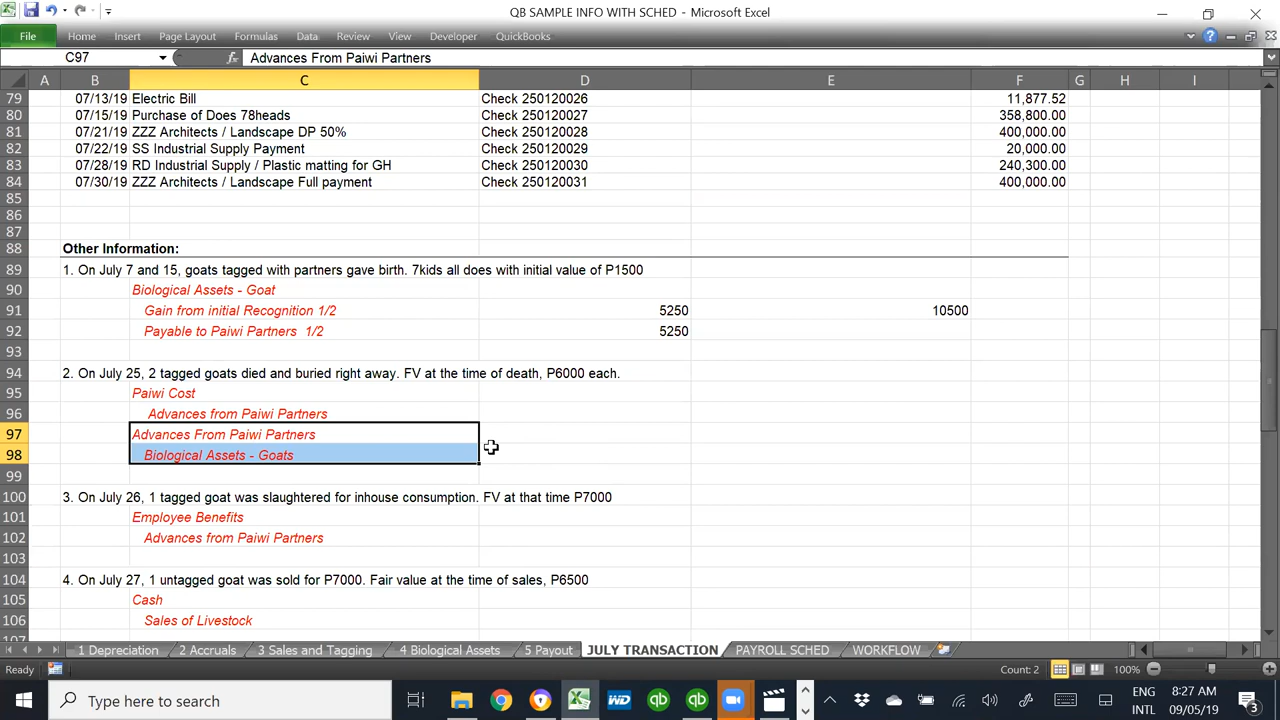 QB SAMPLE INFO WITH SCHED - Microsoft Excel
File Home Insert Page Layout Formulas Data Review View Developer QuickBooks
C97 fx Advances From Paiwi Partners
A B C D E F G H I
79 07/13/19 Electric Bill Check 250120026 11,877.52
80 07/15/19 Purchase of Does 78heads Check 250120027 358,800.00
81 07/21/19 ZZZ Architects / Landscape DP 50% Check 250120028 400,000.00
82 07/22/19 SS Industrial Supply Payment Check 250120029 20,000.00
83 07/28/19 RD Industrial Supply / Plastic matting for GH Check 250120030 240,300.00
84 07/30/19 ZZZ Architects / Landscape Full payment Check 250120031 400,000.00
85
86
87
88 Other Information:
89 1. On July 7 and 15, goats tagged with partners gave birth. 7kids all does with initial value of P1500
90 Biological Assets - Goat
91 Gain from initial Recognition 1/2 5250 10500
92 Payable to Paiwi Partners 1/2 5250
93
94 2. On July 25, 2 tagged goats died and buried right away. FV at the time of death, P6000 each.
95 Paiwi Cost
96 Advances from Paiwi Partners
97 Advances From Paiwi Partners
98 Biological Assets - Goats
99
100 3. On July 26, 1 tagged goat was slaughtered for inhouse consumption. FV at that time P7000
101 Employee Benefits
102 Advances from Paiwi Partners
103
104 4. On July 27, 1 untagged goat was sold for P7000. Fair value at the time of sales, P6500
105 Cash
106 Sales of Livestock
107
1 Depreciation 2 Accruals 3 Sales and Tagging 4 Biological Assets 5 Payout JULY TRANSACTION PAYROLL SCHED WORKFLOW
Ready Count: 2 100%
Type here to search WD qb qb ENG INTL 8:27 AM 09/05/19 3